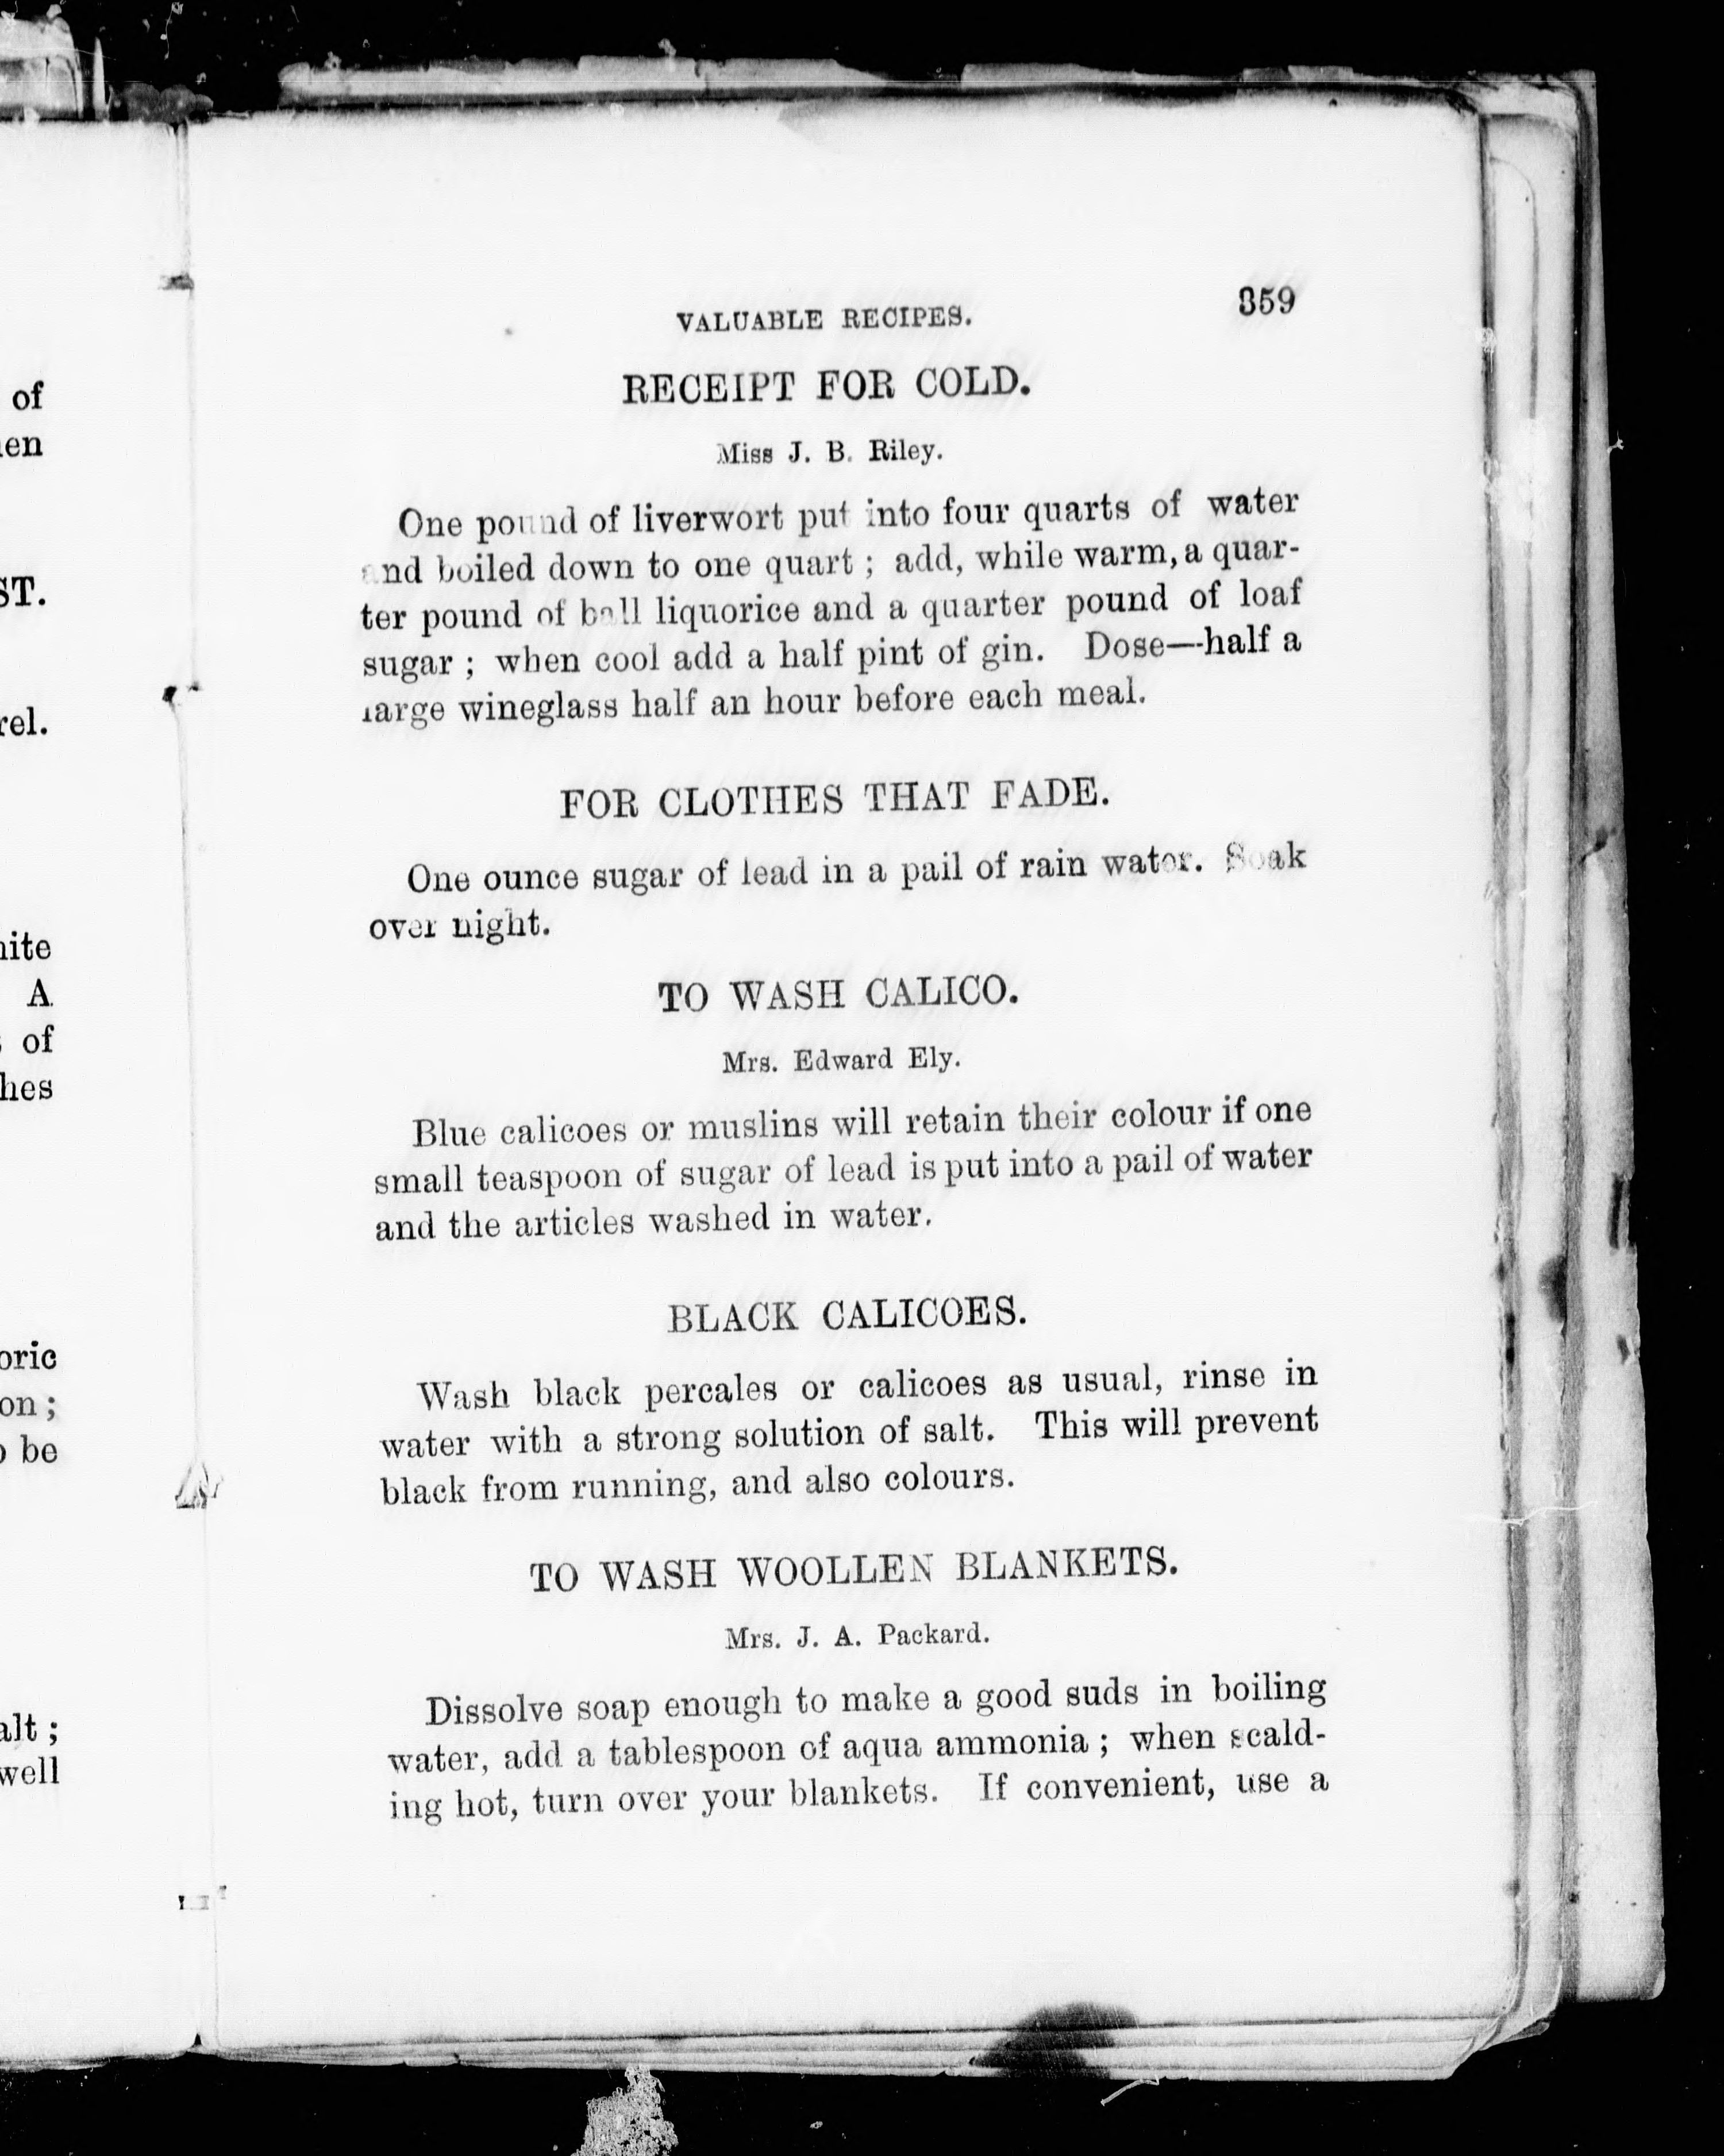 of
ST.
rel.
A
of
on;
be
well
VALUABLE RECIPES. 359
RECEIPT FOR COLD.
Miss J. B. Riley.
One pound of liverwort put into four quarts of water
and boiled down to one quart; add, while warm, a quar-
ter pound of ball liquorice and a quarter pound of loaf
sugar; when cool add a half pint of gin. Dose—half a
large wineglass half an hour before each meal.
FOR CLOTHES THAT FADE.
One ounce sugar of lead in a pail of rain water. Soak
over night.
TO WASH CALICO.
Mrs. Edward Ely.
Blue calicoes or muslins will retain their colour if one
small teaspoon of sugar of lead is put into a pail of water
and the articles washed in water.
BLACK CALICOES.
Wash black percales or calicoes as usual, rinse in
water with a strong solution of salt. This will prevent
black from running, and also colours.
TO WASH WOOLLEN BLANKETS.
Mrs. J. A. Packard.
Dissolve soap enough to make a good suds in boiling
water, add a tablespoon of aqua ammonia; when scald-
ing hot, turn over your blankets. If convenient, use a